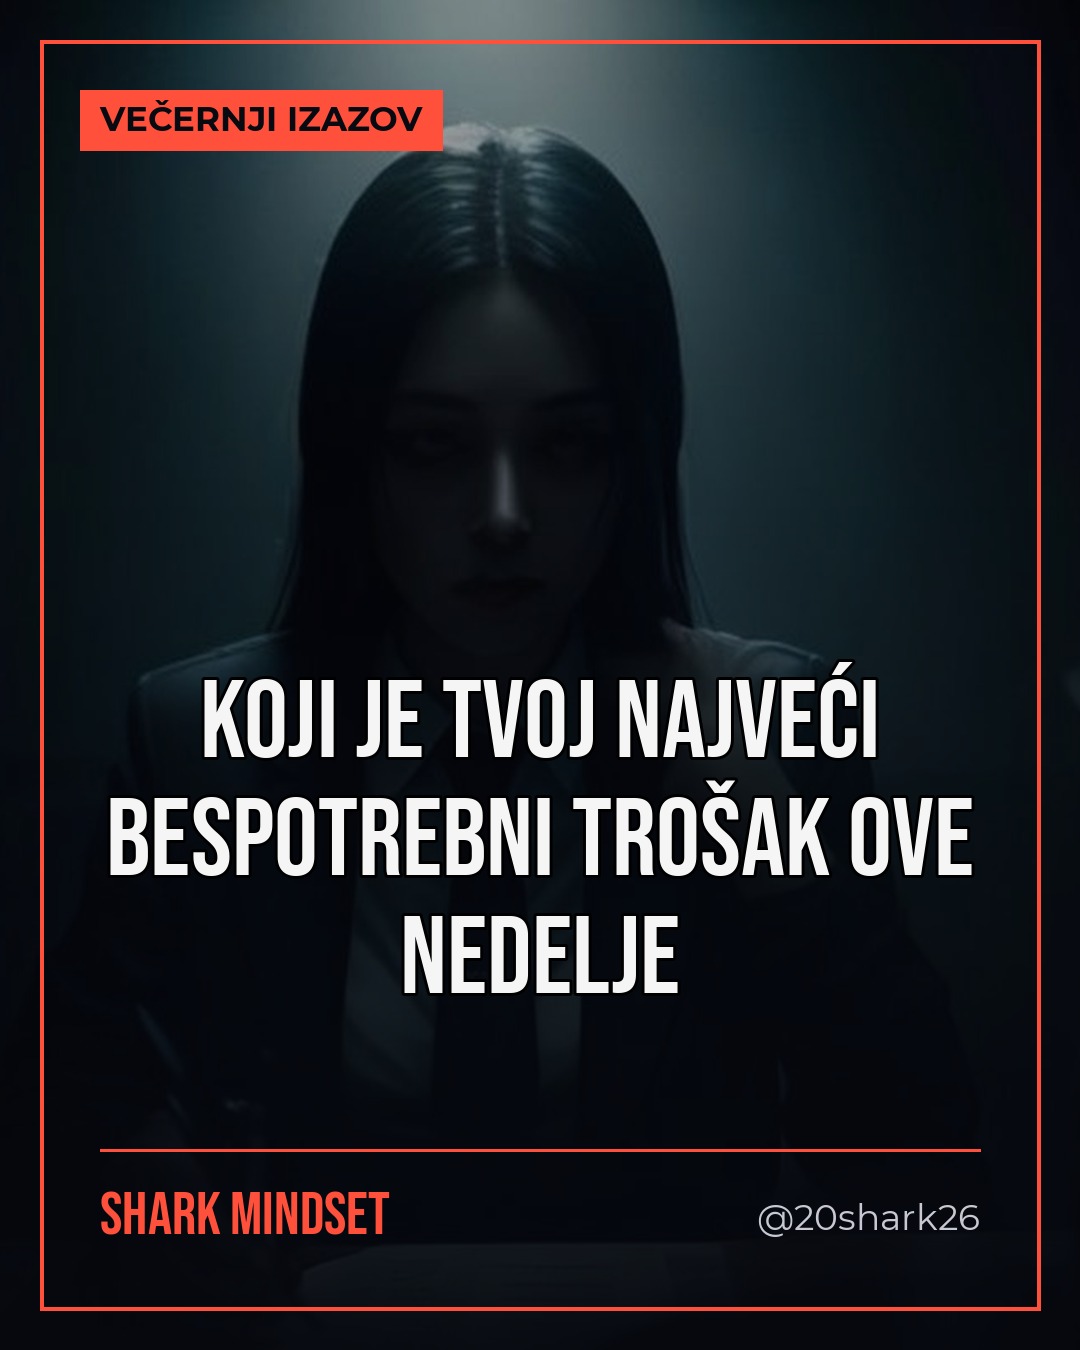 VEČERNJI IZAZOV
KOJI JE TVOJ NAJVEĆI
BESPOTREBNI TROŠAK OVE
NEDELJE
SHARK MINDSET
@20shark26